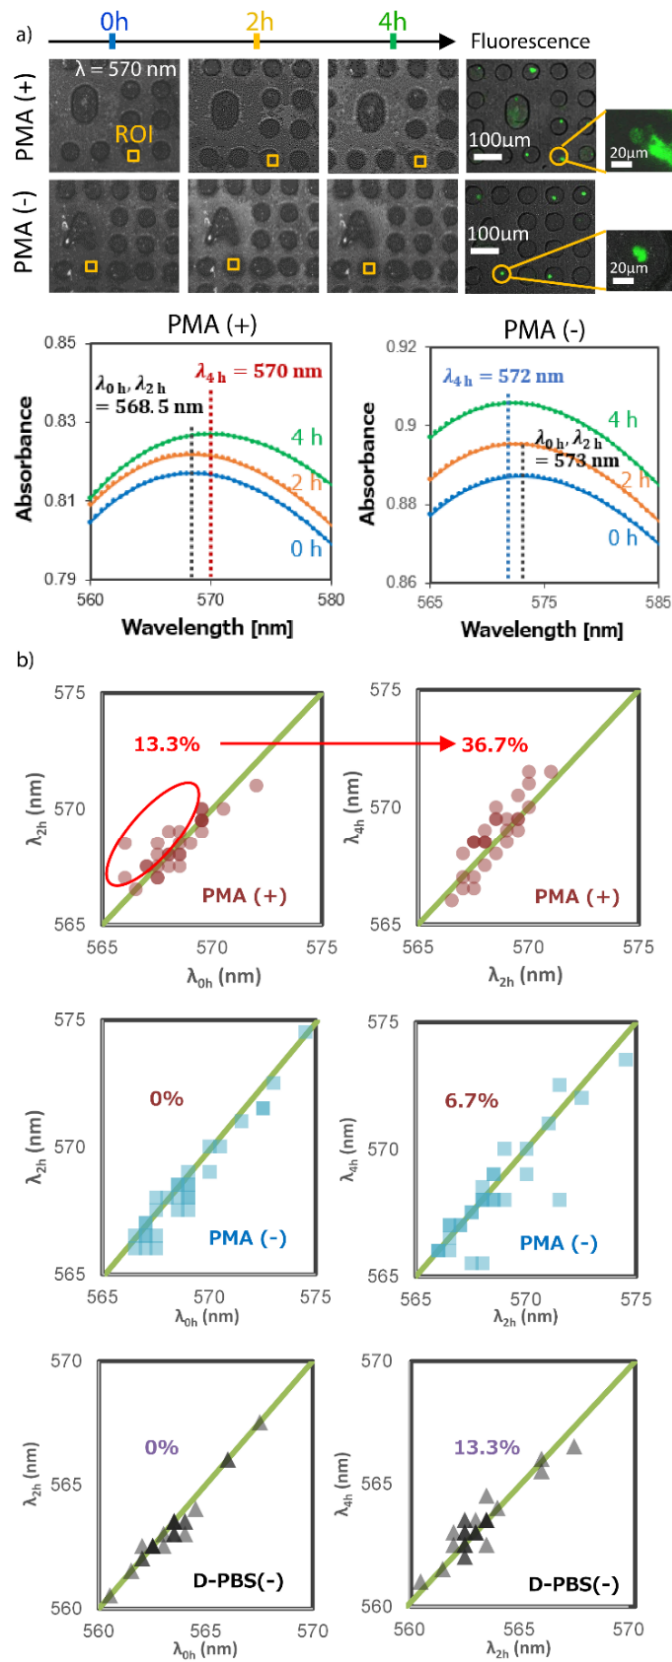 a)
0h
2h
4h
Fluorescence
PMA (+)
λ = 570 nm
ROI
100μm
20μm
PMA (-)
100μm
20μm
PMA (+)
0.85
0.83
0.81
0.79
Absorbance
λ4 h = 570 nm
λ0 h, λ2 h
= 568.5 nm
4 h
2 h
0 h
560
570
580
Wavelength [nm]
PMA (-)
0.92
0.9
0.88
0.86
Absorbance
λ4 h = 572 nm
4 h
λ0 h, λ2 h
= 573 nm
2 h
0 h
565
575
585
Wavelength [nm]
b)
575
570
565
λ2h (nm)
13.3%
PMA (+)
565
570
575
λ0h (nm)
575
570
565
λ4h (nm)
36.7%
PMA (+)
565
570
575
λ2h (nm)
575
570
565
λ2h (nm)
0%
PMA (-)
565
570
575
λ0h (nm)
575
570
565
λ4h (nm)
6.7%
PMA (-)
565
570
575
λ2h (nm)
570
565
560
λ2h (nm)
0%
D-PBS(-)
560
565
570
λ0h (nm)
570
565
560
λ4h (nm)
13.3%
D-PBS(-)
560
565
570
λ2h (nm)